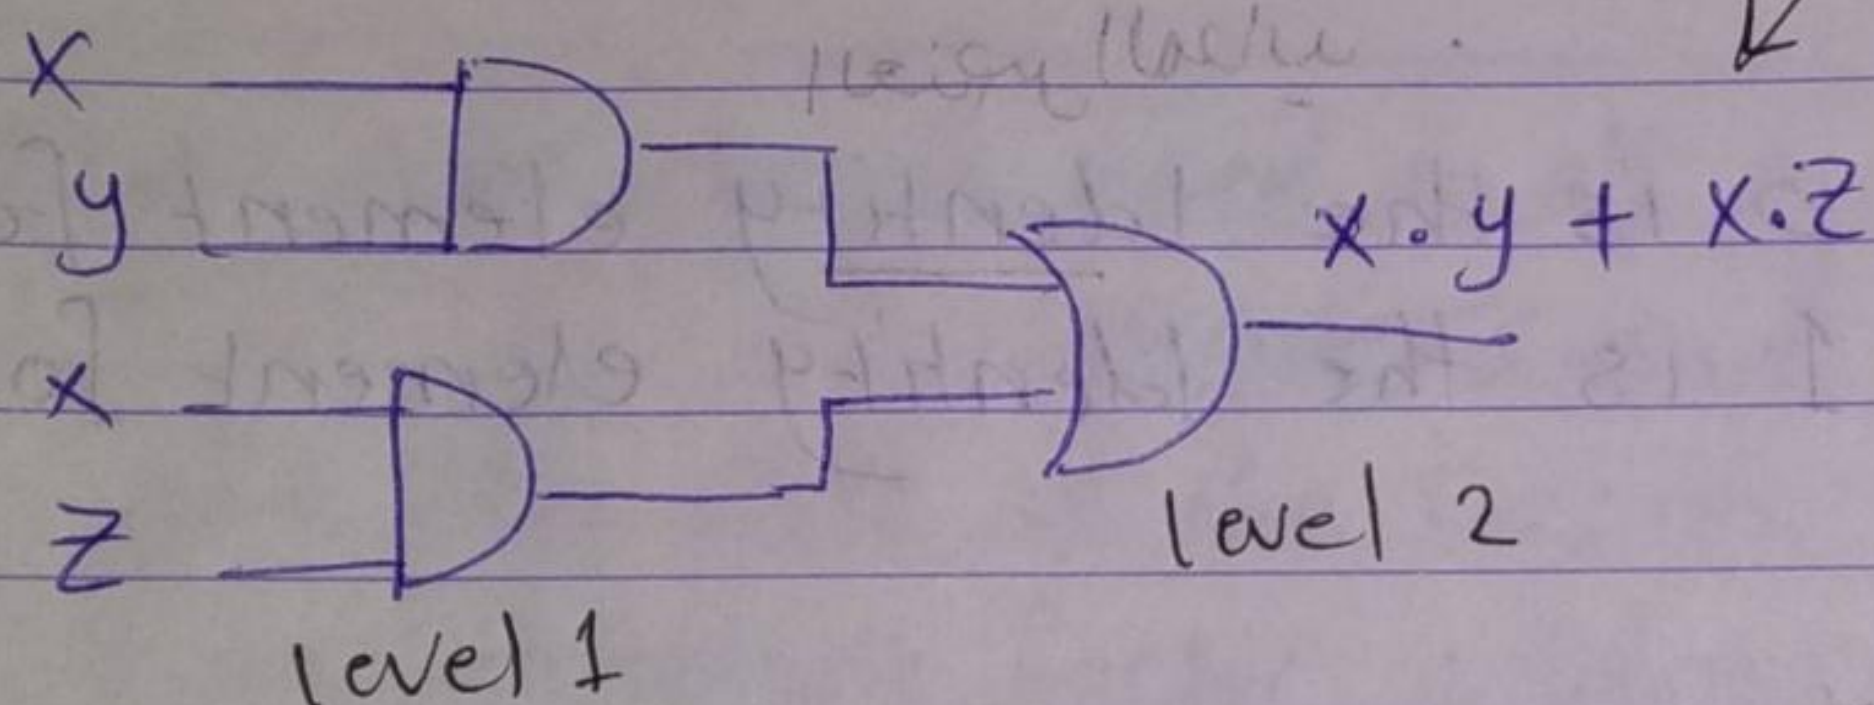 x
y
x . y + x . z
x
z
level 2
level 1